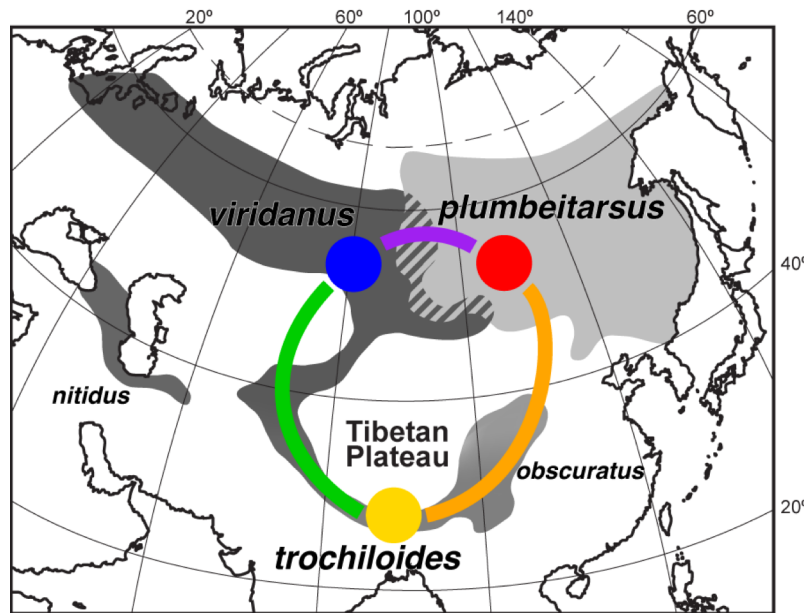 20º 60º 100º 140º 60º
viridanus
plumbeitarsus
40º
nitidus
Tibetan
Plateau
obscuratus
20º
trochiloides